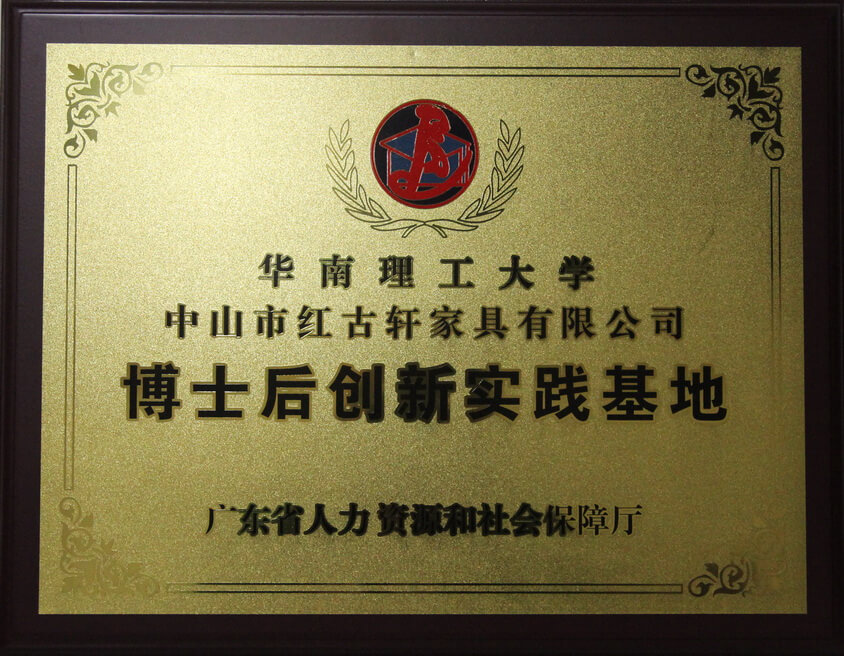 华南理工大学
中山市红古轩家具有限公司
博士后创新实践基地
广东省人力资源和社会保障厅